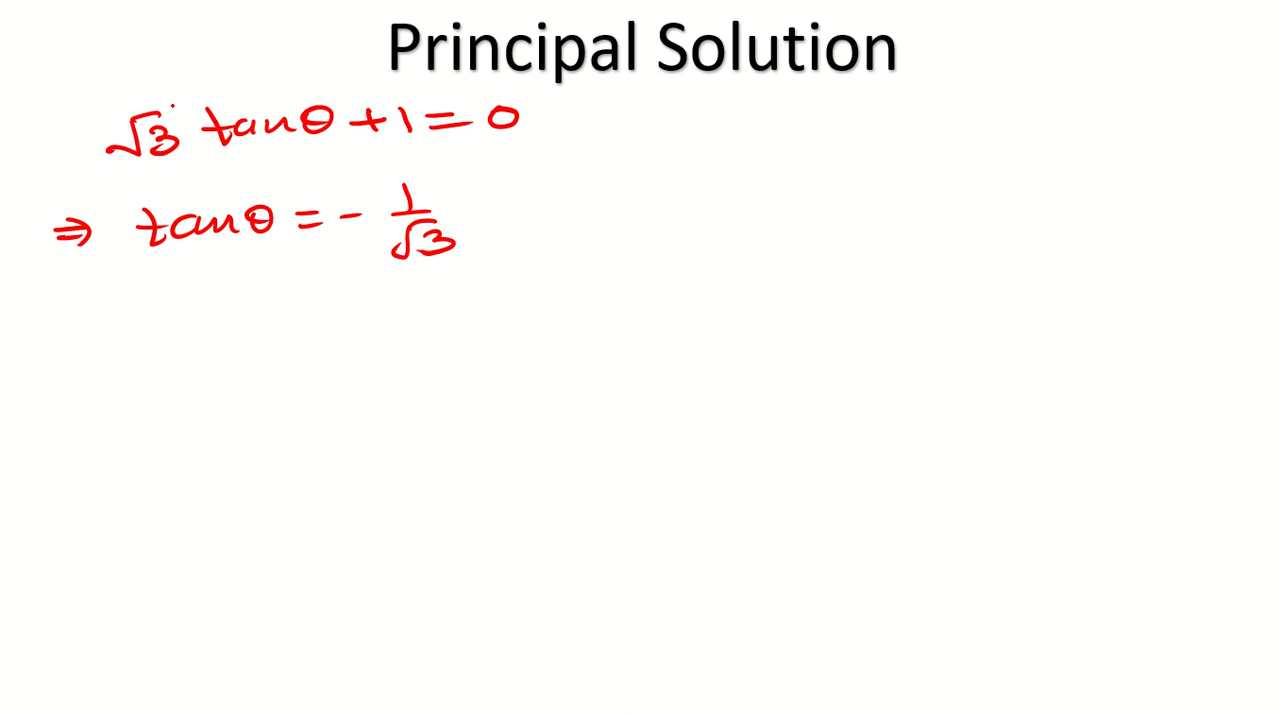 Principal Solution
√3 tanθ + 1 = 0
⇒ tanθ = - 1/√3